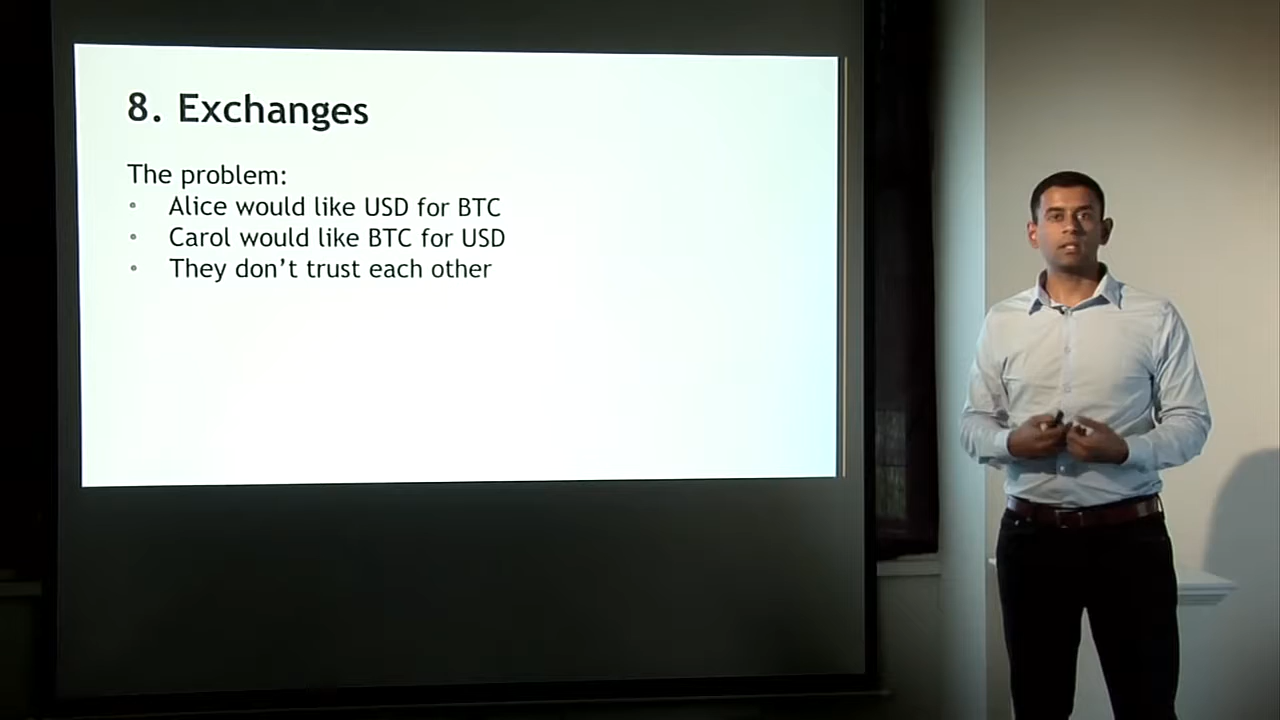 8. Exchanges
The problem:
• Alice would like USD for BTC
• Carol would like BTC for USD
• They don’t trust each other